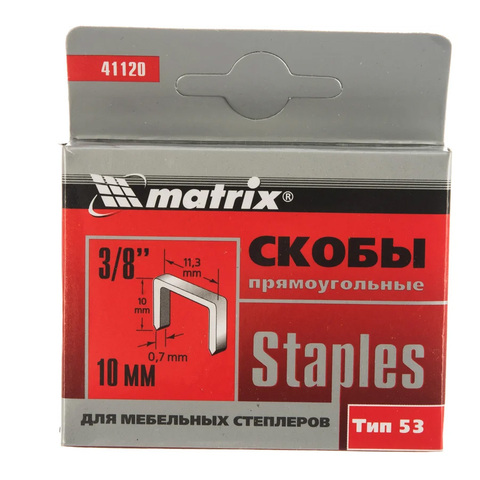 41120
matrix®
3/8”
11,3
mm
10
mm
0,7 mm
10 мм
СКОБЫ
прямоугольные
Staples
ДЛЯ МЕБЕЛЬНЫХ СТЕПЛЕРОВ
Тип 53